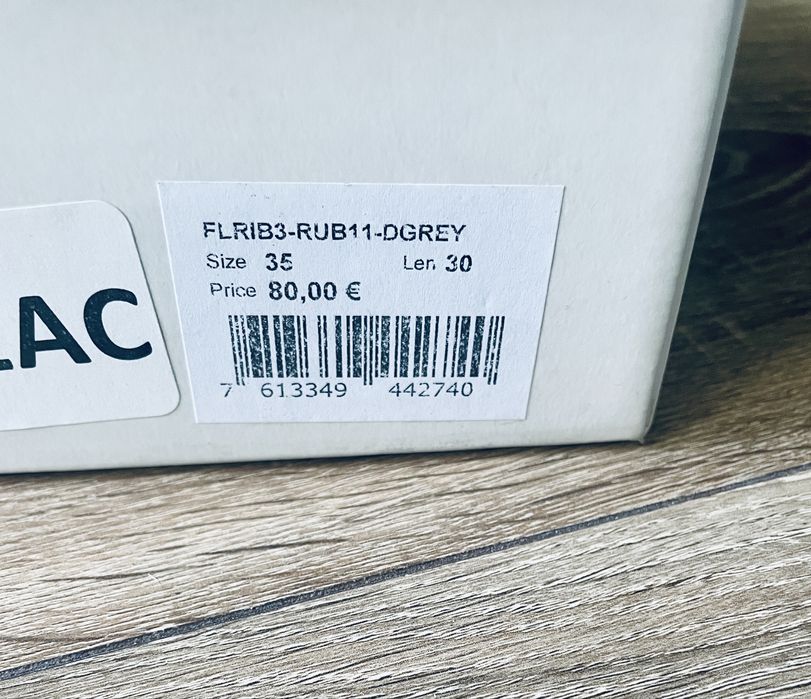 LAC
FLRIB3-RUB11-DGREY
Size 35 Len 30
Price 80,00 €
7 613349 442740